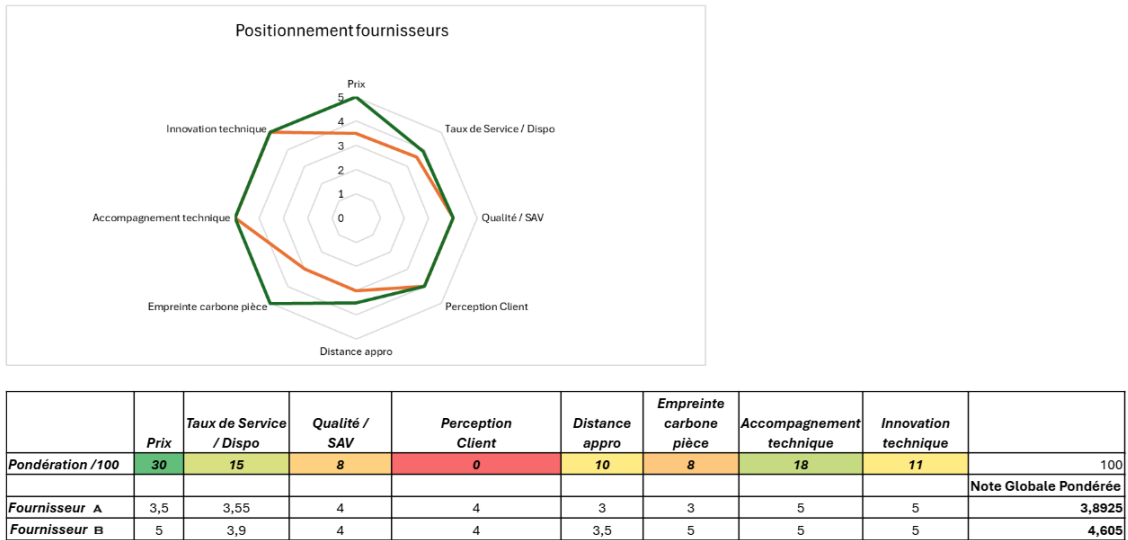 Positionnement fournisseurs
Prix
5
4
3
2
1
0
Taux de Service / Dispo
Qualité / SAV
Perception Client
Distance appro
Empreinte carbone pièce
Accompagnement technique
Innovation technique
Prix
Taux de Service
/ Dispo
Qualité /
SAV
Perception
Client
Distance
appro
Empreinte
carbone
pièce
Accompagnement
technique
Innovation
technique
Pondération /100 30 15 8 0 10 8 18 11 100
Note Globale Pondérée
Fournisseur A 3,5 3,55 4 4 3 3 5 5 3,8925
Fournisseur B 5 3,9 4 4 3,5 5 5 5 4,605